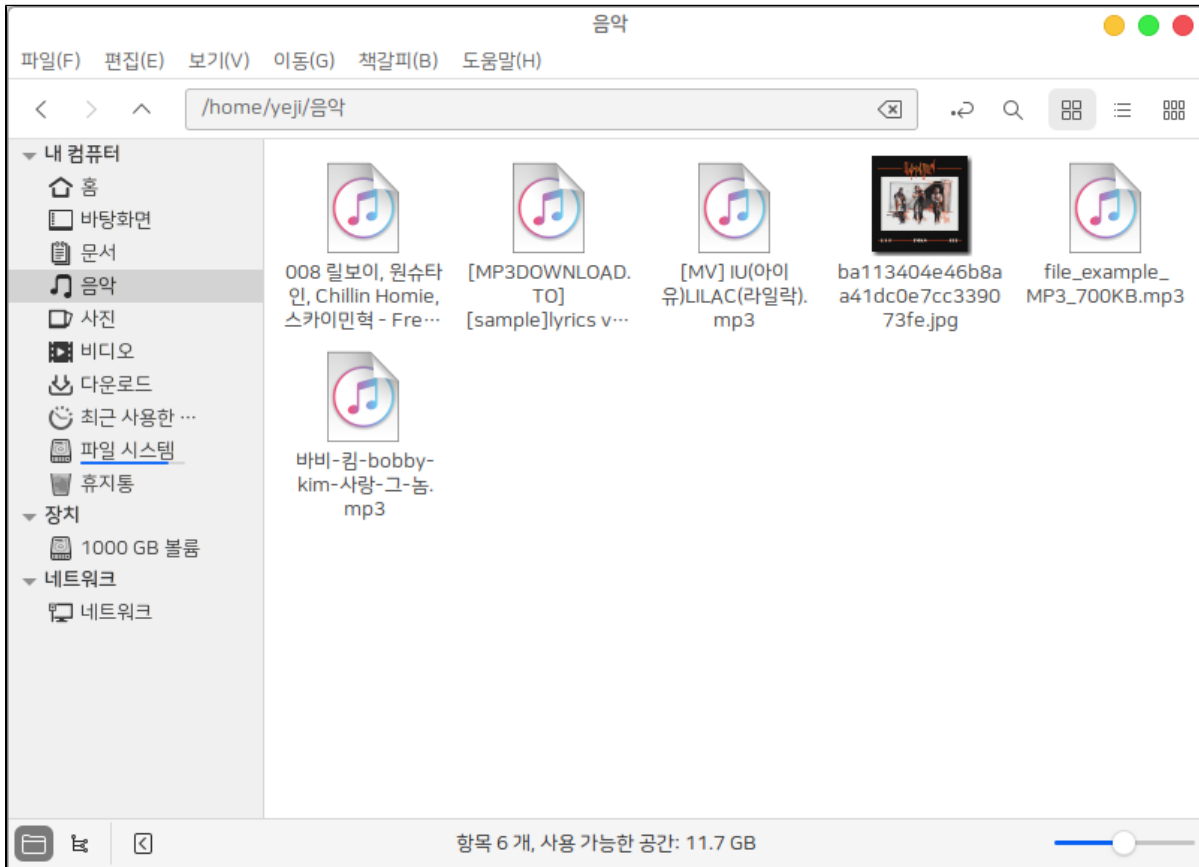 음악
파일(F) 편집(E) 보기(V) 이동(G) 책갈피(B) 도움말(H)
/home/yeji/음악
내 컴퓨터
홈
바탕화면
문서
음악
사진
비디오
다운로드
최근 사용한 …
파일 시스템
휴지통
장치
1000 GB 볼륨
네트워크
네트워크
008 릴보이, 원슈타
인, Chillin Homie,
스카이민혁 - Fre…
[MP3DOWNLOAD.
TO]
[sample]lyrics v…
[MV] IU(아이
유)LILAC(라일락).
mp3
ba113404e46b8a
a41dc0e7cc3390
73fe.jpg
file_example_
MP3_700KB.mp3
바비-킴-bobby-
kim-사랑-그-놈.
mp3
항목 6 개, 사용 가능한 공간: 11.7 GB